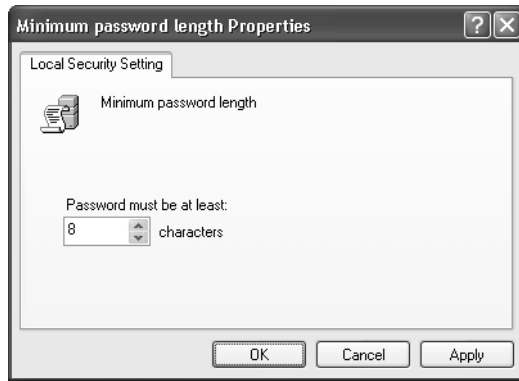 Minimum password length Properties
Local Security Setting
Minimum password length
Password must be at least:
8 characters
OK Cancel Apply